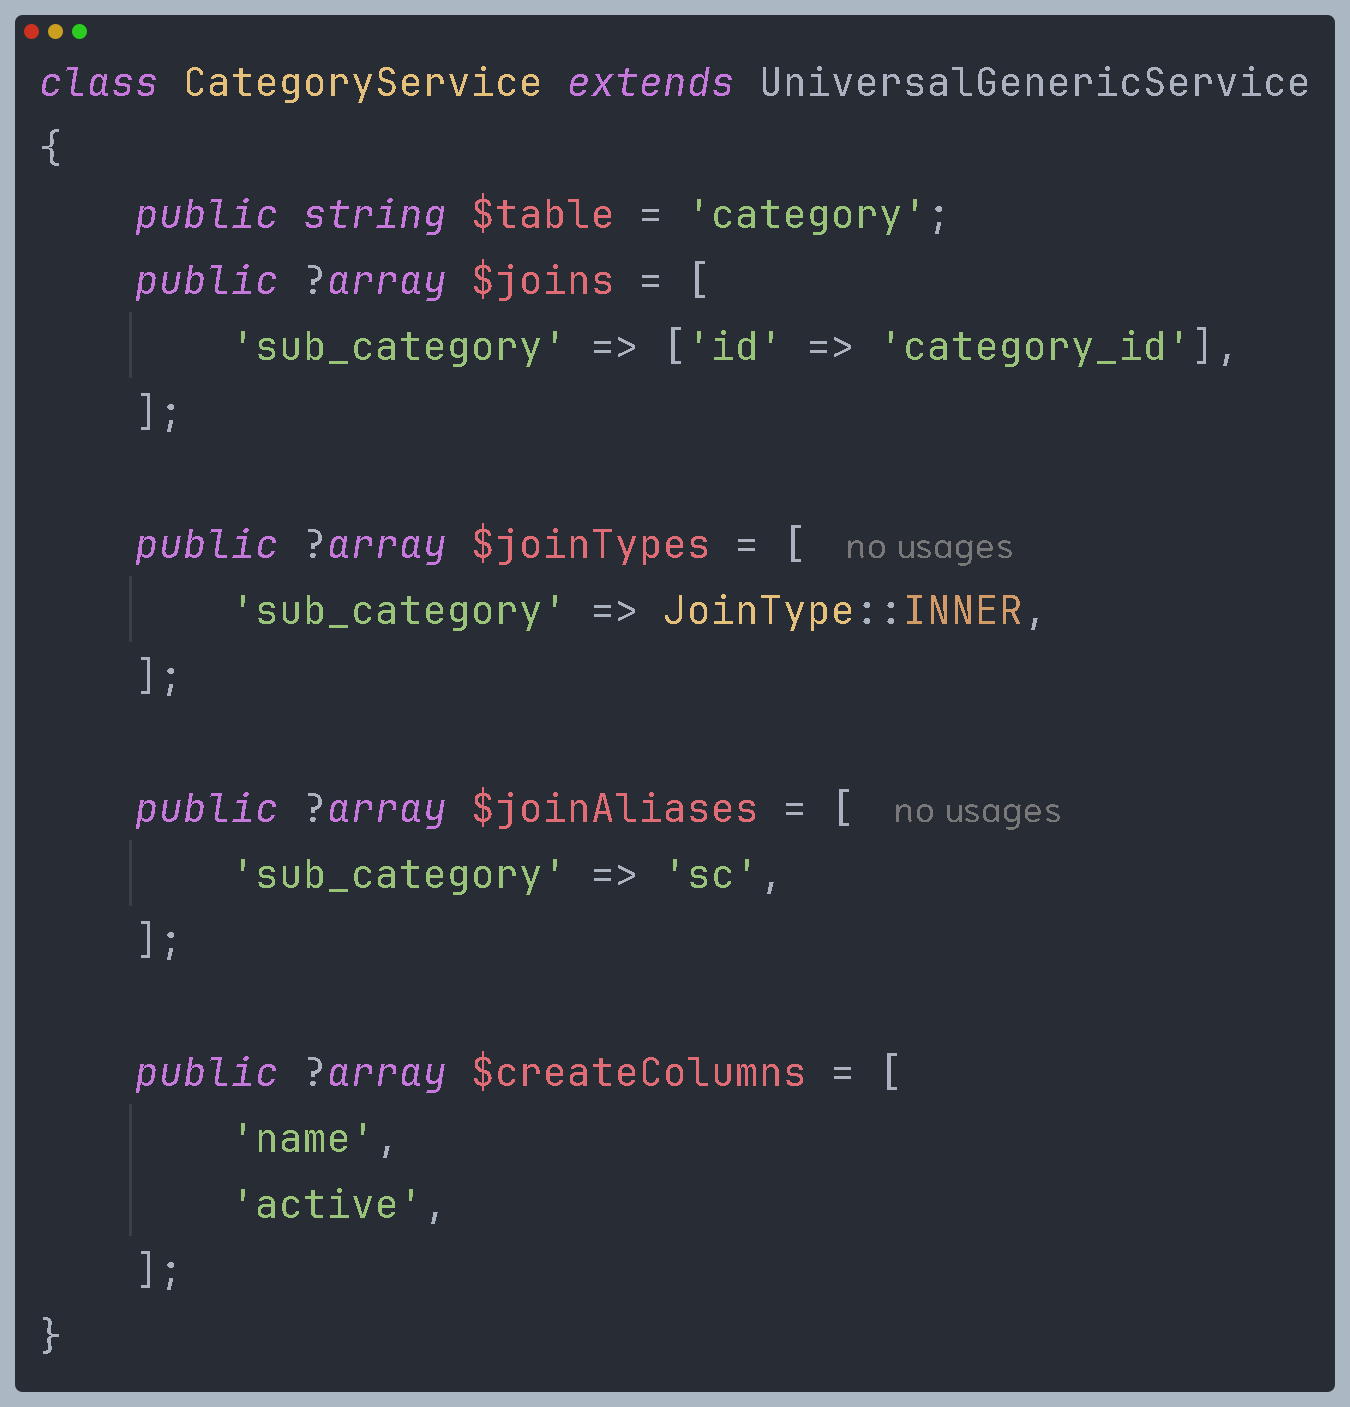 class CategoryService extends UniversalGenericService
{
    public string $table = 'category';
    public ?array $joins = [
        'sub_category' => ['id' => 'category_id'],
    ];

    public ?array $joinTypes = [ no usages
        'sub_category' => JoinType::INNER,
    ];

    public ?array $joinAliases = [ no usages
        'sub_category' => 'sc',
    ];

    public ?array $createColumns = [
        'name',
        'active',
    ];
}